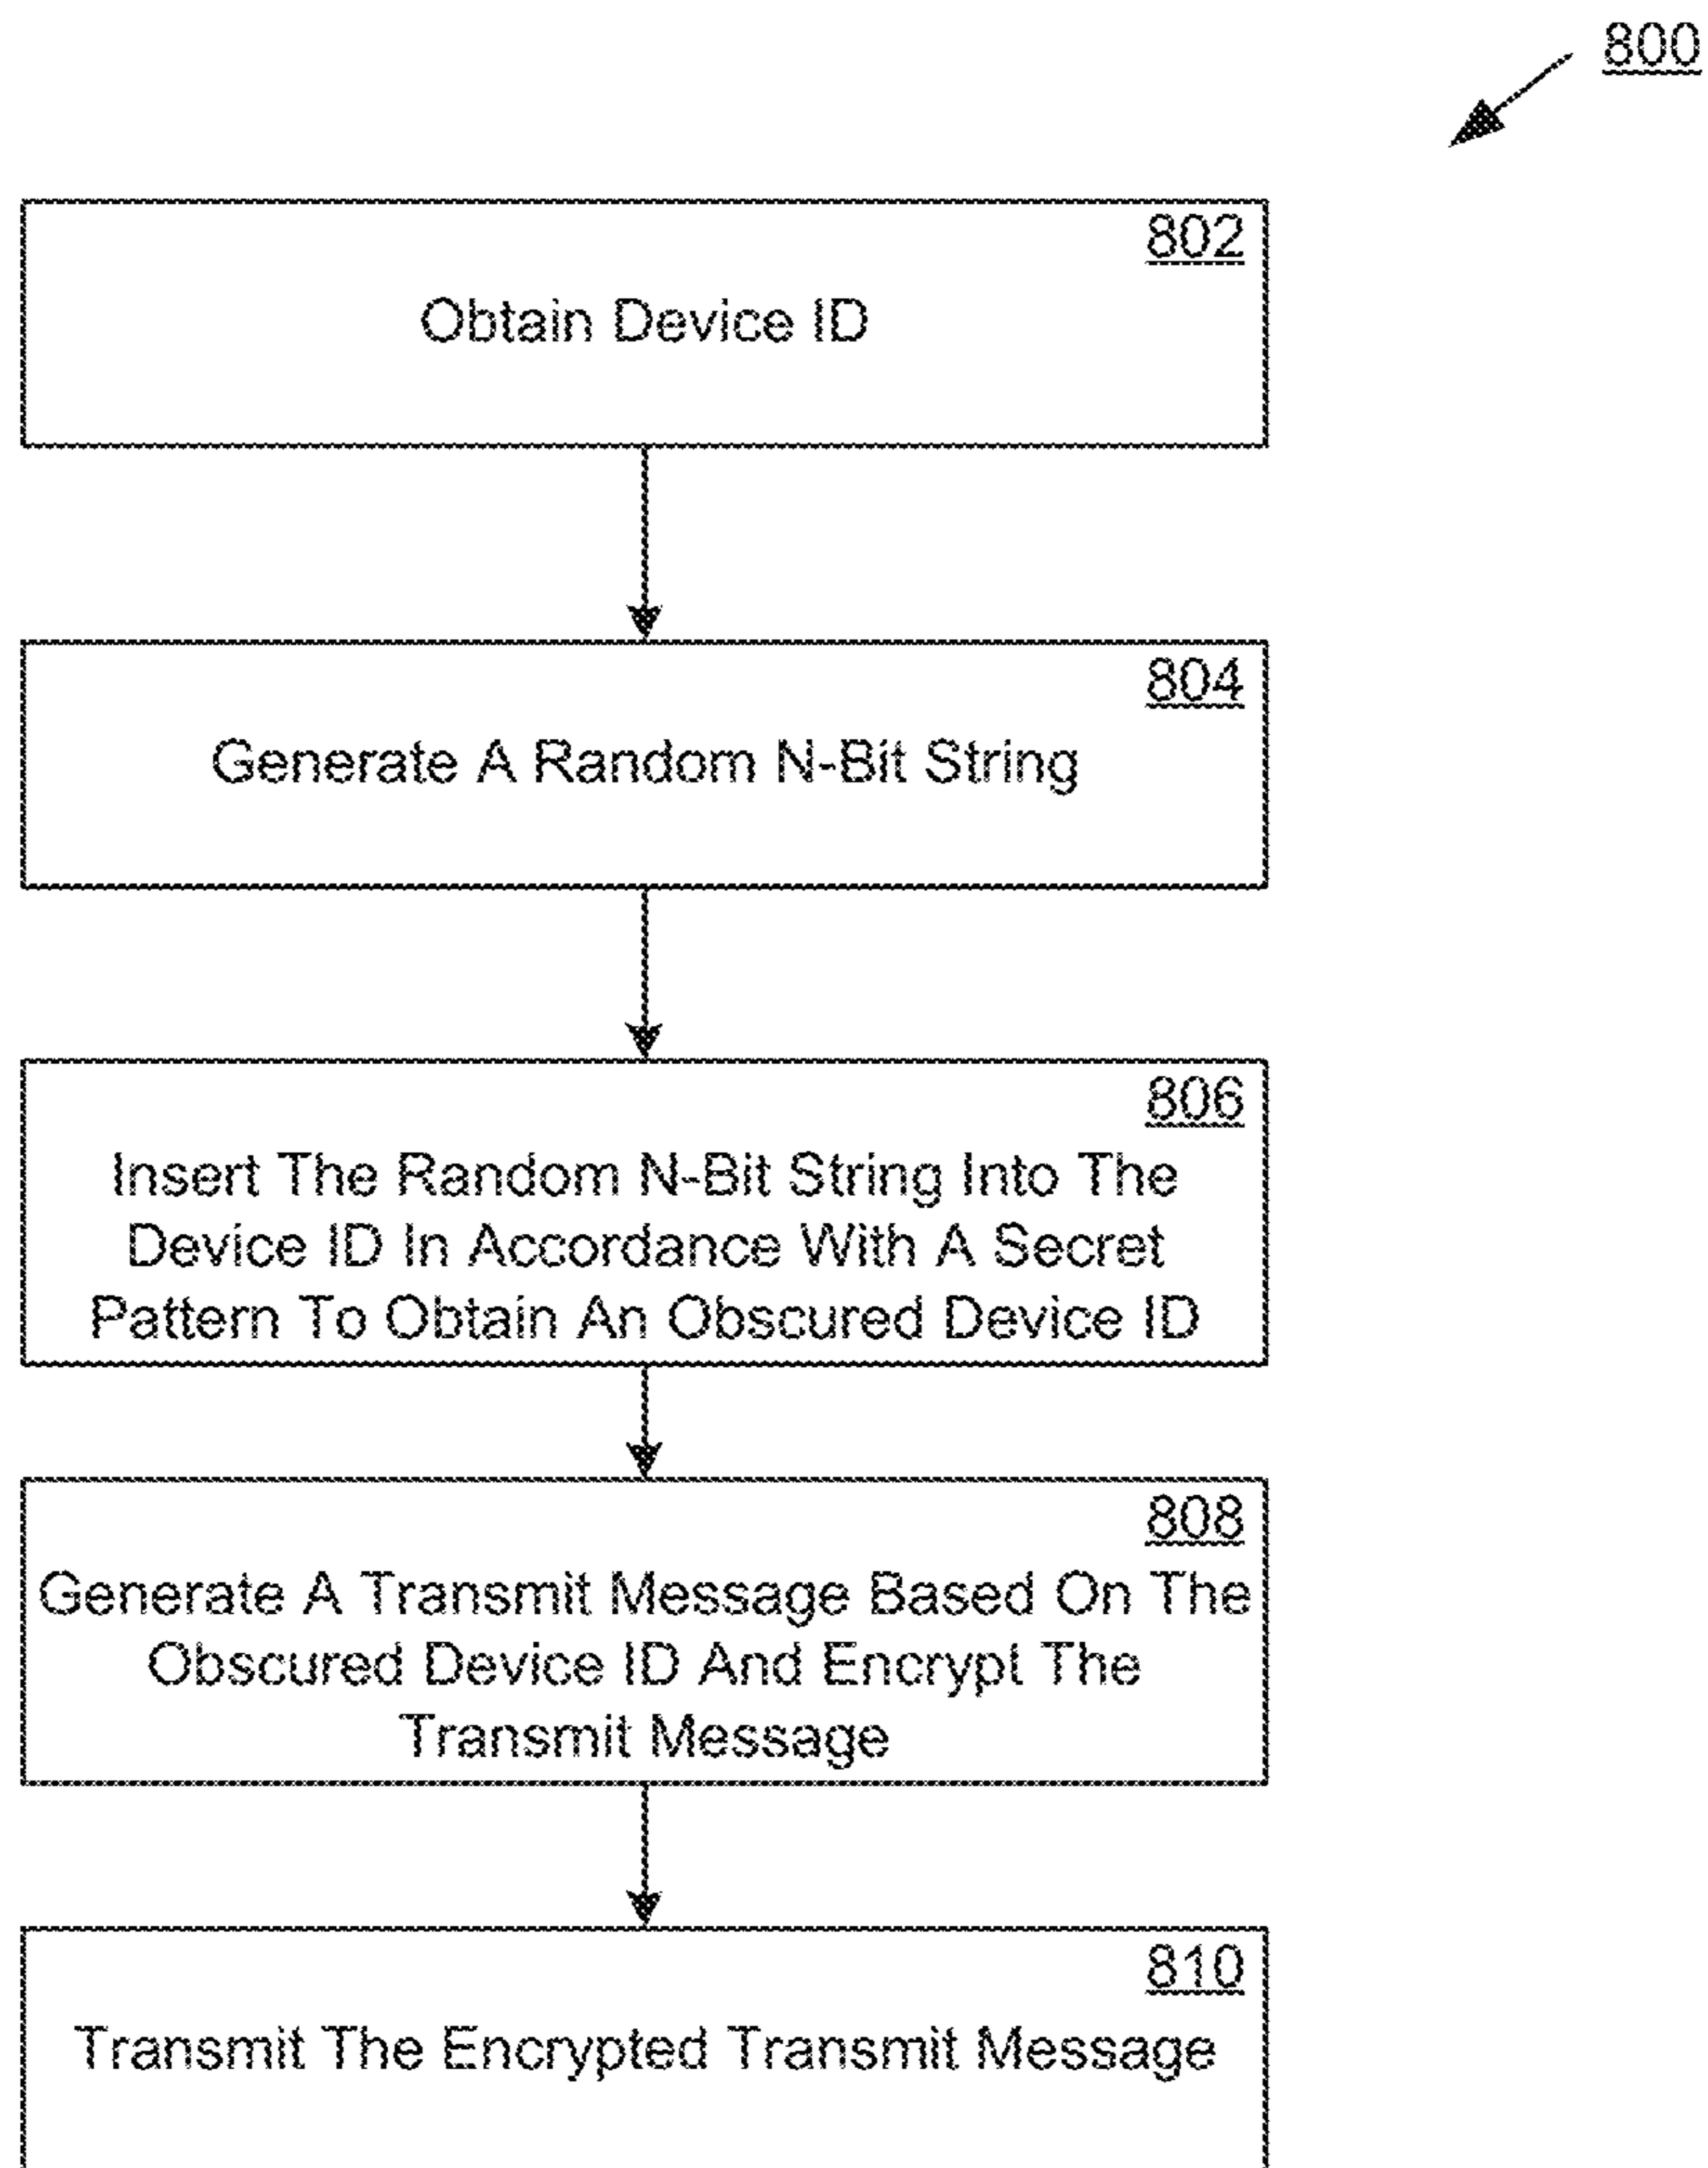 800
802
Obtain Device ID
804
Generate A Random N-Bit String
806
Insert The Random N-Bit String Into The
Device ID In Accordance With A Secret
Pattern To Obtain An Obscured Device ID
808
Generate A Transmit Message Based On The
Obscured Device ID And Encrypt The
Transmit Message
810
Transmit The Encrypted Transmit Message